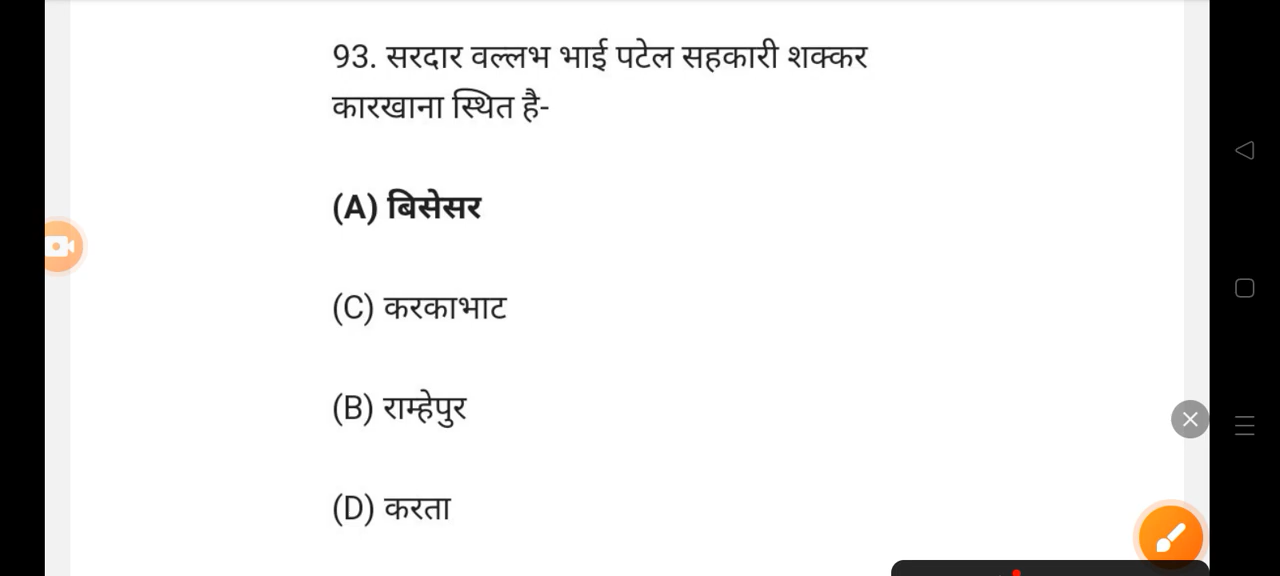 93. सरदार वल्लभ भाई पटेल सहकारी शक्कर
कारखाना स्थित है-
(A) बिसेसर
(C) करकाभाट
(B) राम्हेपुर
(D) करता